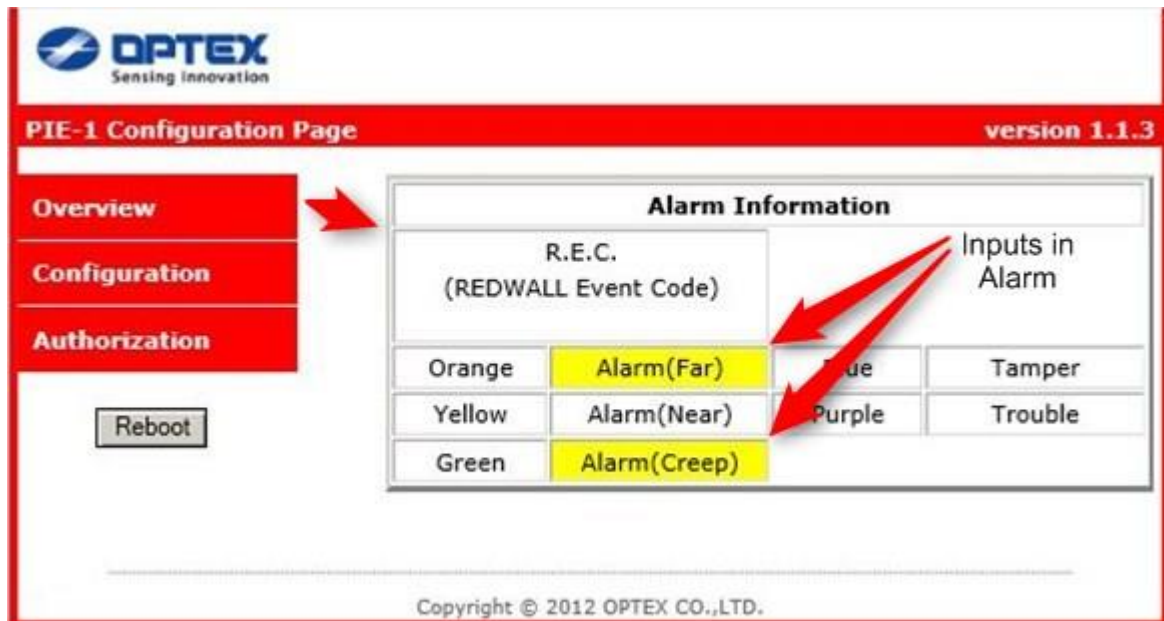 OPTEX
Sensing Innovation
PIE-1 Configuration Page version 1.1.3
Overview
Configuration
Authorization
Reboot
Alarm Information
R.E.C.
(REDWALL Event Code)
Inputs in
Alarm
Orange Alarm(Far) Tamper
Yellow Alarm(Near) Purple Trouble
Green Alarm(Creep)
Copyright © 2012 OPTEX CO.,LTD.